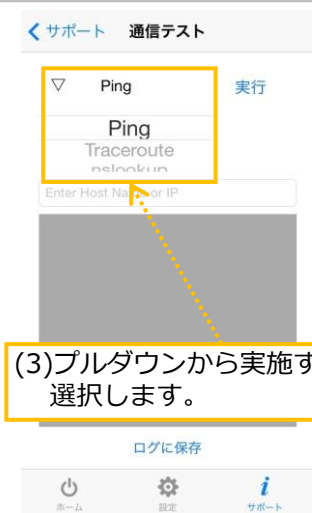 サポート 通信テスト
▽ Ping 実行
Ping
Traceroute
nslookup
Enter Host Name or IP
(3)プルダウンから実施す
選択します。
ログに保存
ホーム 設定 サポート